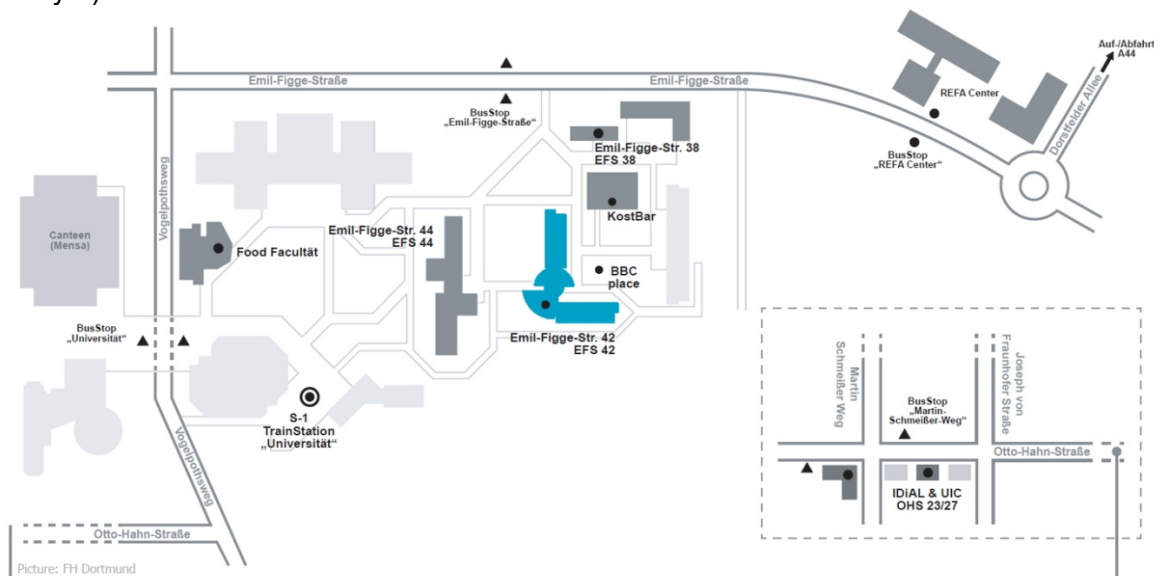 Auf-/Abfahrt
A44
Emil-Figge-Straße
Emil-Figge-Straße
REFA Center
Dorstfelder Allee
BusStop
„Emil-Figge-Straße“
BusStop
„REFA Center“
Emil-Figge-Str. 38
EFS 38
Vogelpothsweg
KostBar
Canteen
(Mensa)
Emil-Figge-Str. 44
EFS 44
Food Facultät
BBC
place
BusStop
„Universität“
Emil-Figge-Str. 42
EFS 42
Martin
Schmeißer Weg
Joseph von
Fraunhofer Straße
S-1
TrainStation
„Universität“
BusStop
„Martin-
Schmeißer-Weg“
Vogelpothsweg
Otto-Hahn-Straße
IDiAL & UIC
OHS 23/27
Otto-Hahn-Straße
Picture: FH Dortmund